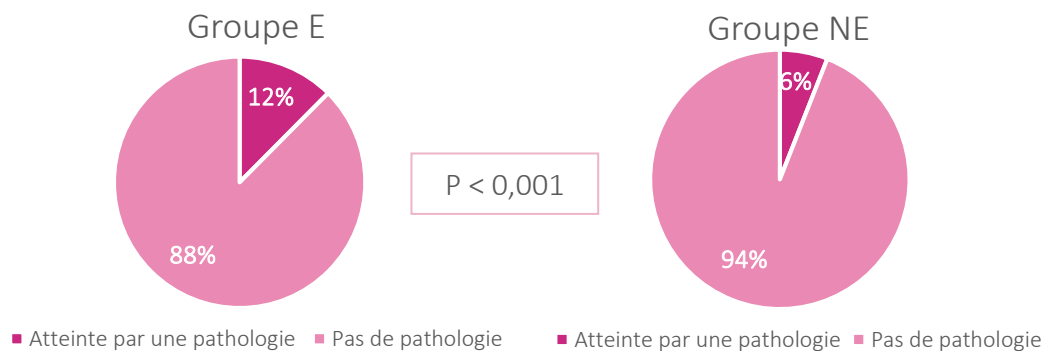 Groupe E
12%
88%
■ Atteinte par une pathologie ■ Pas de pathologie
P < 0,001
Groupe NE
6%
94%
■ Atteinte par une pathologie ■ Pas de pathologie